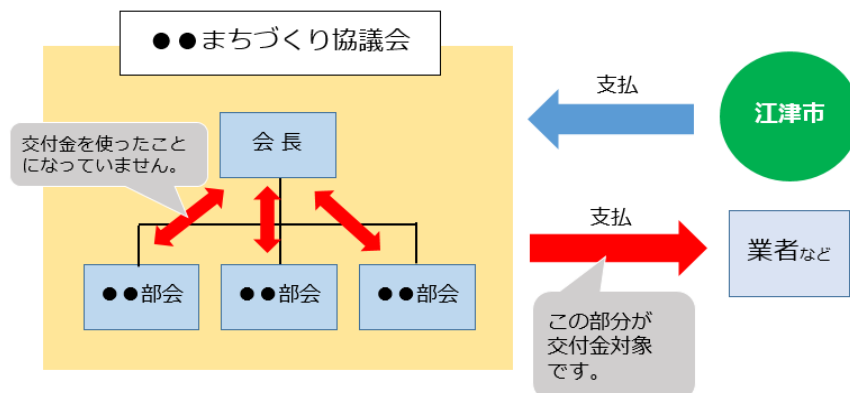 ●●まちづくり協議会
支払
江津市
交付金を使ったこと
になっていません。
会長
支払
業者など
●●部会
●●部会
●●部会
この部分が
交付金対象
です。